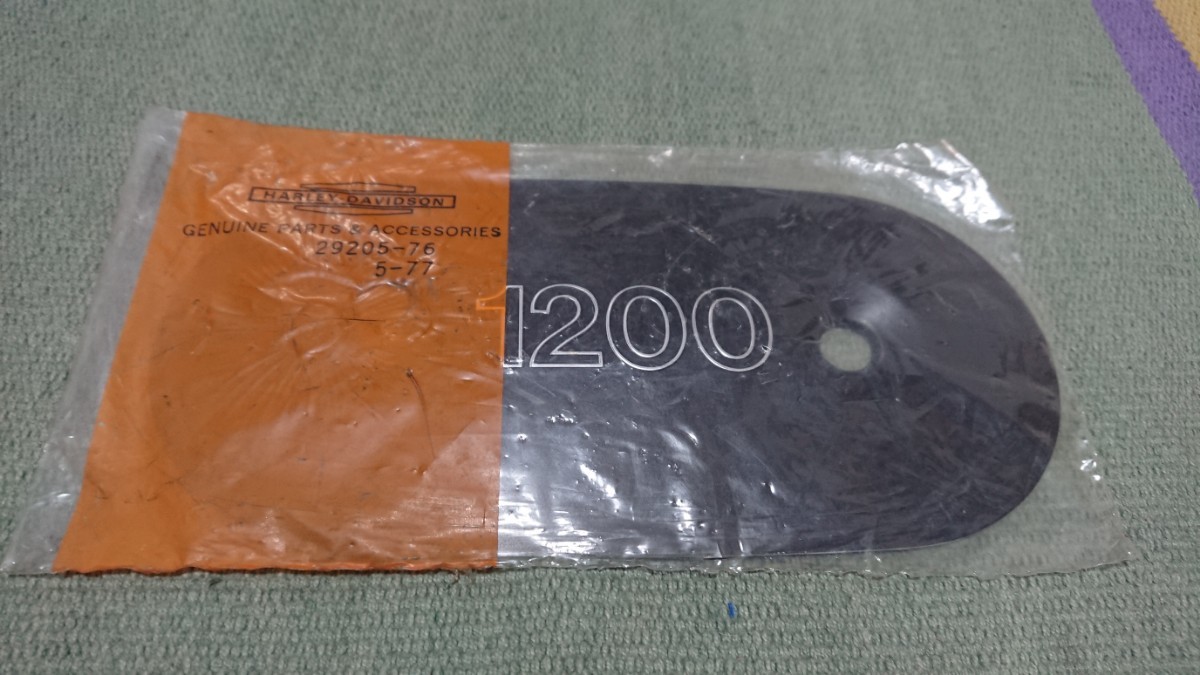 HARLEY-DAVIDSON
GENUINE PARTS & ACCESSORIES
29205-76
5-77
1200